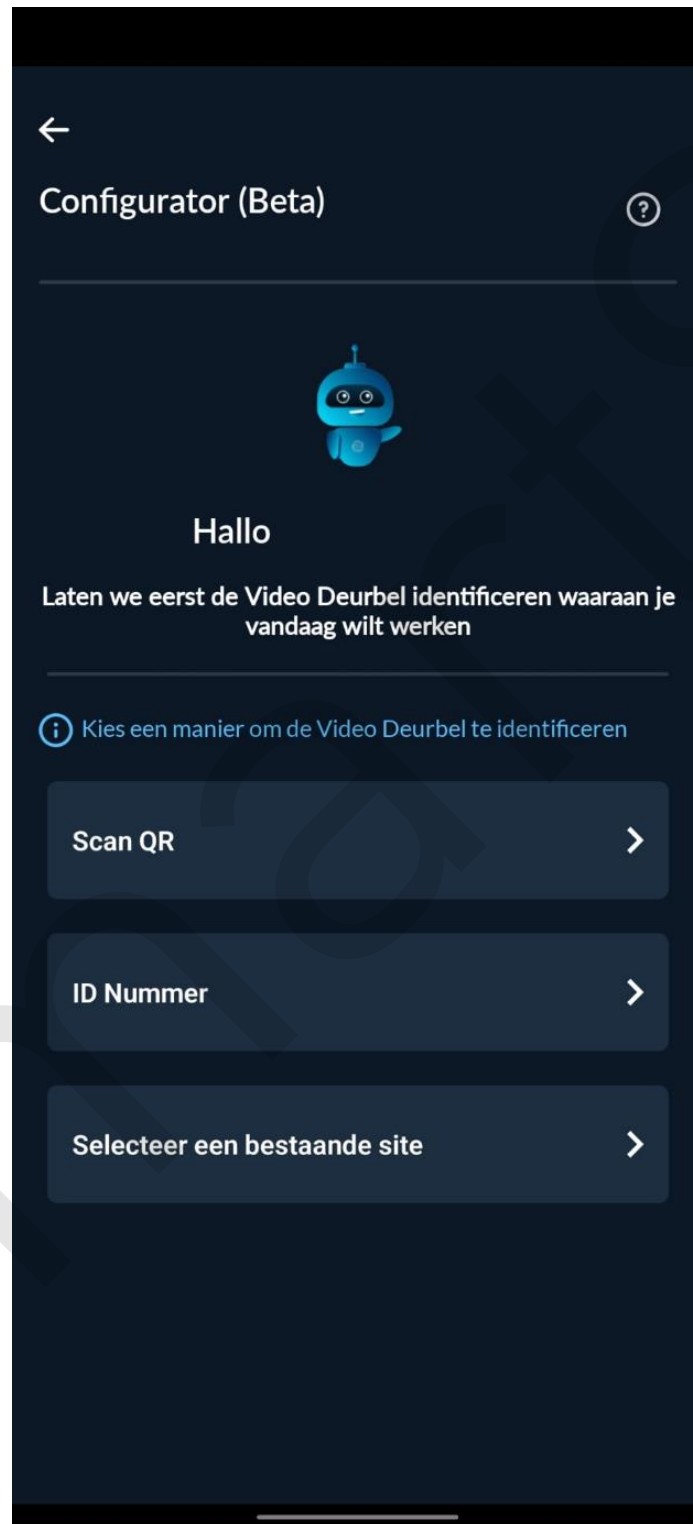 Configurator (Beta)
Hallo
Laten we eerst de Video Deurbel identificeren waaraan je
vandaag wilt werken
Kies een manier om de Video Deurbel te identificeren
Scan QR
ID Nummer
Selecteer een bestaande site